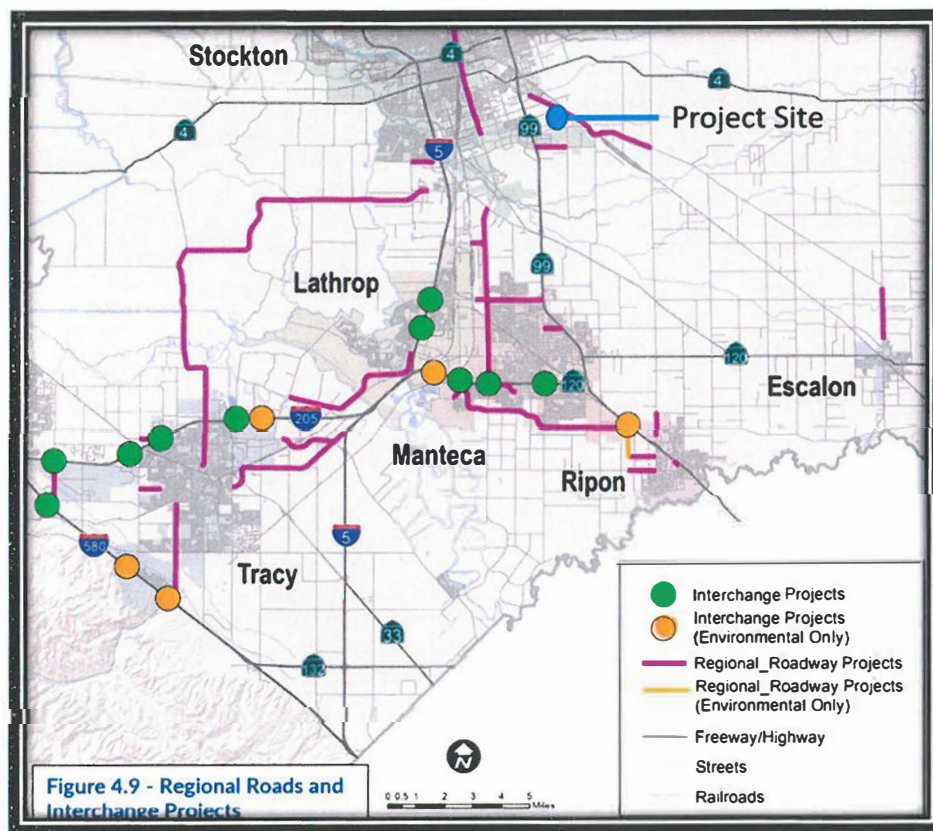 Stockton
4
4
4
99
Project Site
5
99
Lathrop
120
120
Escalon
205
Manteca
Ripon
5
580
Tracy
33
132
Interchange Projects
Interchange Projects
(Environmental Only)
Regional_Roadway Projects
Regional_Roadway Projects
(Environmental Only)
Freeway/Highway
Streets
Railroads
N
Figure 4.9 - Regional Roads and
Interchange Projects
0 0.5 1 2 3 4 5
Miles